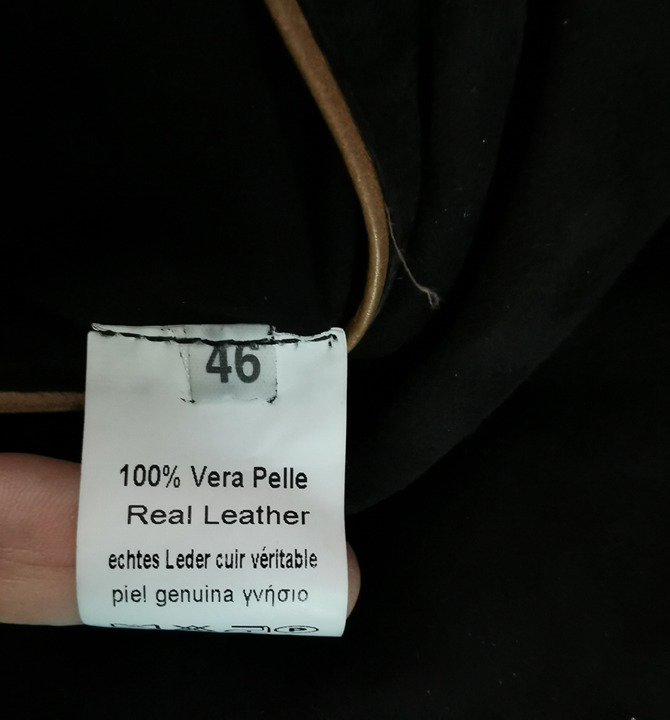 46
100% Vera Pelle
Real Leather
echtes Leder cuir véritable
piel genuina γνήσιο